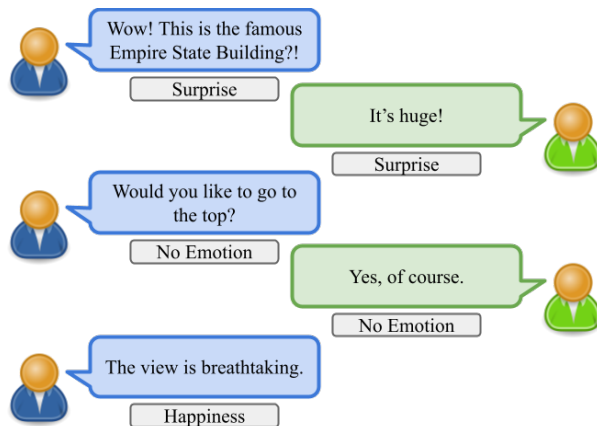 Wow! This is the famous
Empire State Building?!
Surprise
It’s huge!
Surprise
Would you like to go to
the top?
No Emotion
Yes, of course.
No Emotion
The view is breathtaking.
Happiness